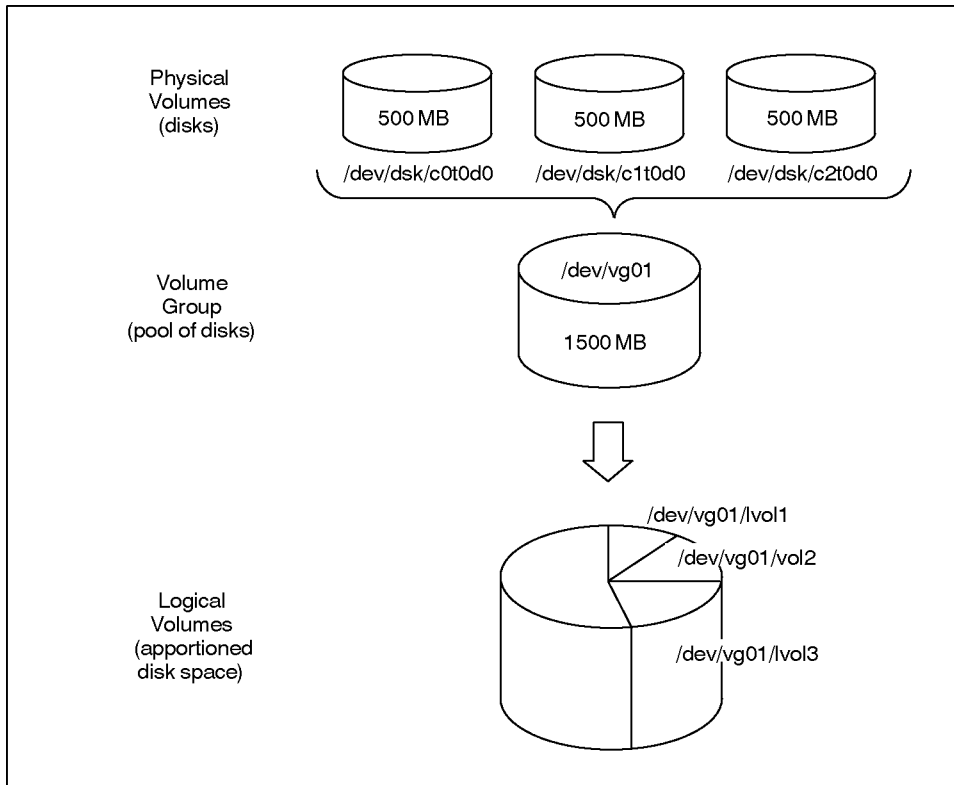 Physical
Volumes
(disks)
500 MB
500 MB
500 MB
/dev/dsk/c0t0d0
/dev/dsk/c1t0d0
/dev/dsk/c2t0d0
Volume
Group
(pool of disks)
/dev/vg01
1500 MB
Logical
Volumes
(apportioned
disk space)
/dev/vg01/lvol1
/dev/vg01/vol2
/dev/vg01/lvol3